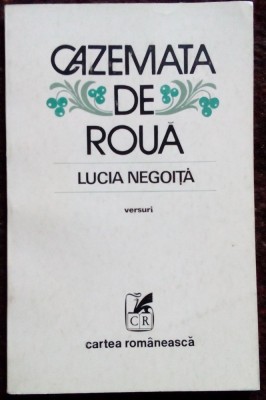 CAZEMATA
DE
ROUĂ
LUCIA NEGOIȚĂ
versuri
CR
cartea românească